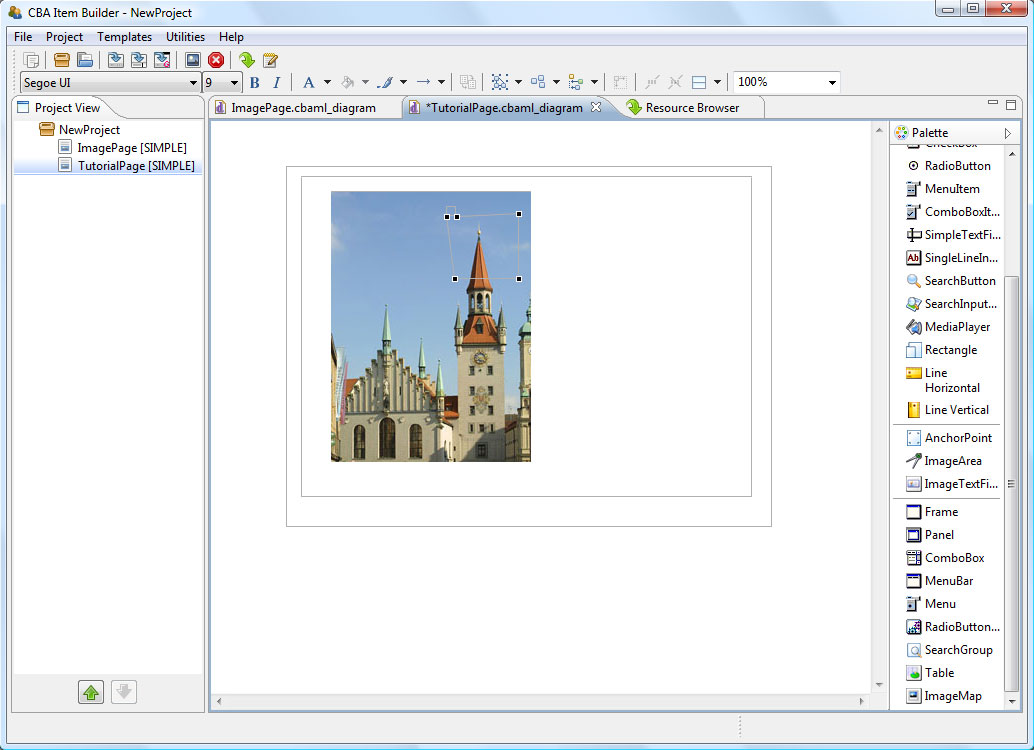 CBA Item Builder - NewProject
File Project Templates Utilities Help
Segoe UI 9 B I A 100%
Project View
NewProject
ImagePage [SIMPLE]
TutorialPage [SIMPLE]
ImagePage.cbaml_diagram *TutorialPage.cbaml_diagram Resource Browser
Palette
CheckBox
RadioButton
MenuItem
ComboBoxIt...
SimpleTextFi...
Ab SingleLineIn...
SearchButton
SearchInput...
MediaPlayer
Rectangle
Line
Horizontal
Line Vertical
AnchorPoint
ImageArea
ImageTextFi...
Frame
Panel
ComboBox
MenuBar
Menu
RadioButton...
SearchGroup
Table
ImageMap